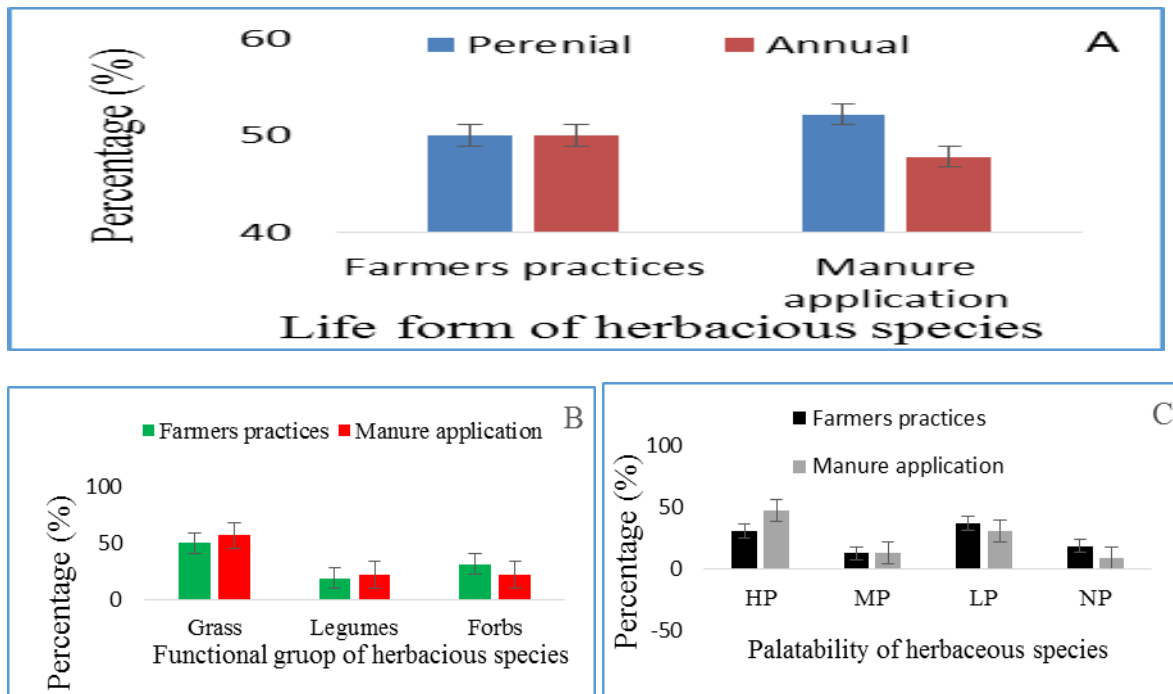 Percentage (%)
60
50
40
Perenial Annual
A
Farmers practices Manure
application
Life form of herbacious species
B
Farmers practices Manure application
Percentage (%)
100
50
0
Grass Legumes Forbs
Functional gruop of herbacious species
C
Farmers practices
Manure application
Percentage (%)
100
50
0
-50
HP MP LP NP
Palatability of herbaceous species